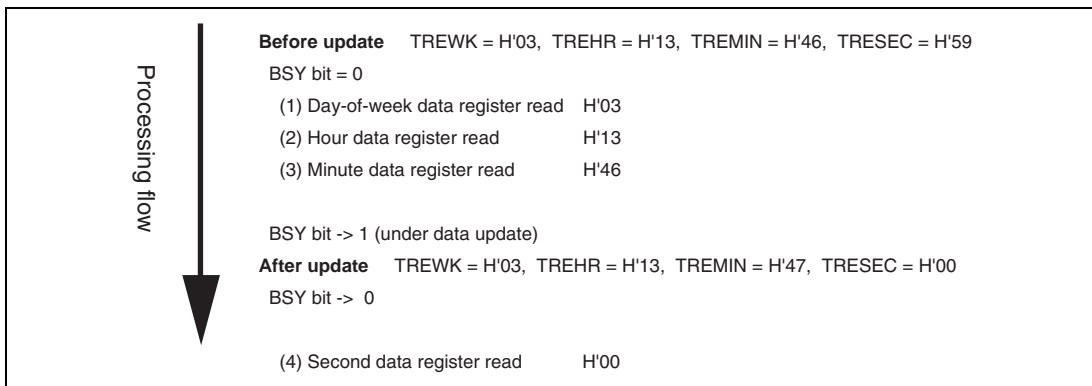 Processing flow
Before update TREWK = H'03, TREHR = H'13, TREMIN = H'46, TRESEC = H'59
BSY bit = 0
(1) Day-of-week data register read H'03
(2) Hour data register read H'13
(3) Minute data register read H'46
BSY bit -> 1 (under data update)
After update TREWK = H'03, TREHR = H'13, TREMIN = H'47, TRESEC = H'00
BSY bit -> 0
(4) Second data register read H'00